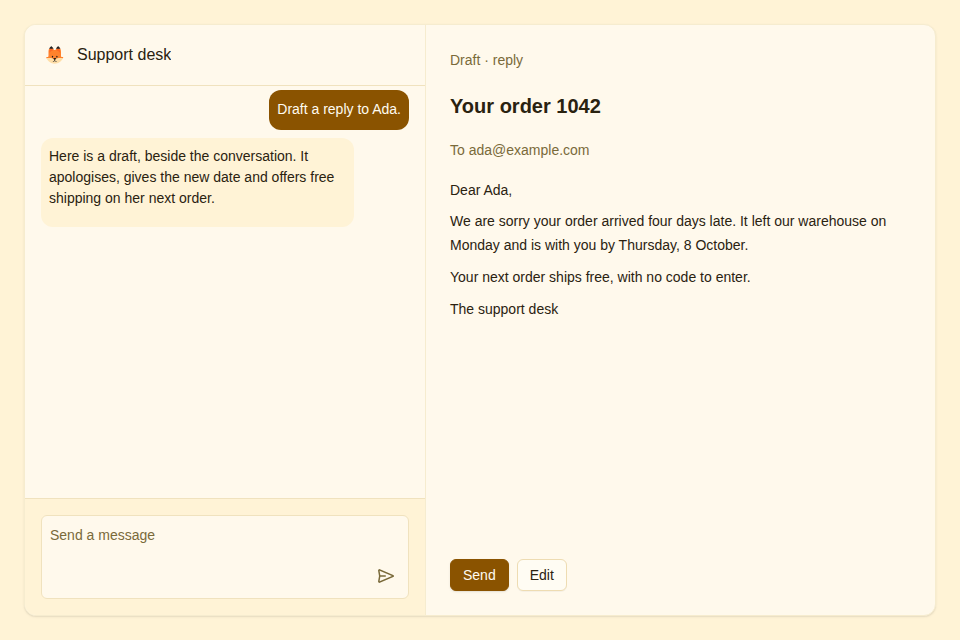 Support desk
Draft a reply to Ada.
Here is a draft, beside the conversation. It
apologises, gives the new date and offers free
shipping on her next order.
Send a message
Draft · reply
Your order 1042
To ada@example.com
Dear Ada,
We are sorry your order arrived four days late. It left our warehouse on
Monday and is with you by Thursday, 8 October.
Your next order ships free, with no code to enter.
The support desk
Send
Edit